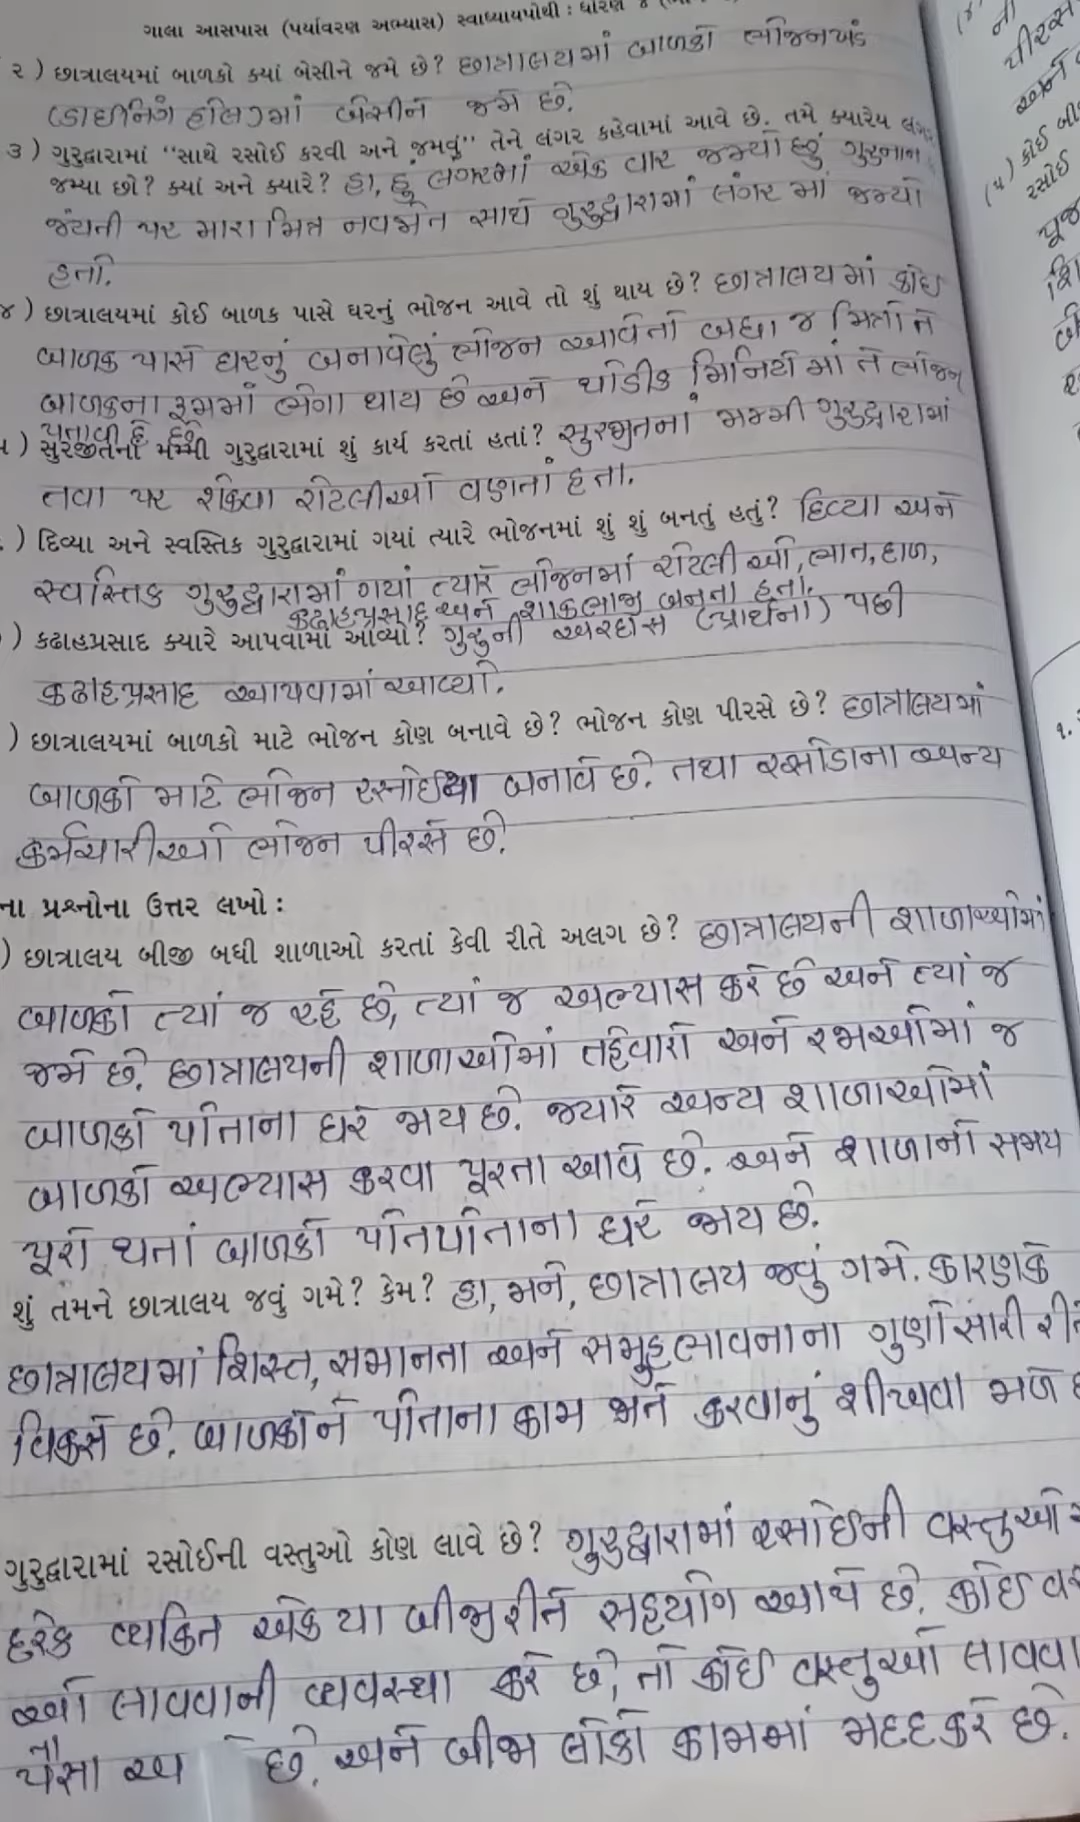 ગાલા આસપાસ (પર્યાવરણ અભ્યાસ) સ્વાધ્યાયપોથી : ધોરણ ૪
૨) છાત્રાલયમાં બાળકો ક્યાં બેસીને જમે છે? છાત્રાલયમાં બાળકો ભોજનખંડ
(ડાઈનિંગ હૉલ)માં બેસીને જમે છે.
૩) ગુરુદ્વારામાં “સાથે રસોઈ કરવી અને જમવું” તેને લંગર કહેવામાં આવે છે. તમે ક્યારેય
જમ્યા છો? ક્યાં અને ક્યારે? હા, હું લંગરમાં એક વાર જમ્યો છું ગુરુનાનક
જયંતી પર મારા મિત્ર નવજોત સાથે ગુરુદ્વારામાં લંગર માં જમ્યો
હતો.
૪) છાત્રાલયમાં કોઈ બાળક પાસે ઘરનું ભોજન આવે તો શું થાય છે? છાત્રાલયમાં કોઈ
બાળક પાસે ઘરનું બનાવેલું ભોજન આવેતો બધા જ મિત્રો તે
બાળકના રૂમમાં ભેગા થાય છે અને થોડીક મિનિટો માં તે ભોજન
) સુરજીતનાં મમ્મી ગુરુદ્વારામાં શું કાર્ય કરતાં હતાં? સુરજીતનાં મમ્મી ગુરુદ્વારામાં
તવા પર શેકેલા રોટલીઓ વણતાં હતા.
) દિવ્યા અને સ્વસ્તિક ગુરુદ્વારામાં ગયાં ત્યારે ભોજનમાં શું શું બનતું હતું? દિવ્યા અને
સ્વસ્તિક ગુરુદ્વારામાં ગયાં ત્યારે ભોજનમાં રોટલીઓ, ભાત, દાળ,
કઢાહપ્રસાદ અને શાકભાજી બનતા હતા.
) કઢાહપ્રસાદ ક્યારે આપવામાં આવ્યો? ગુરુની અરદાસ (પ્રાર્થના) પછી
કઢાહપ્રસાદ આપવામાં આવ્યો.
) છાત્રાલયમાં બાળકો માટે ભોજન કોણ બનાવે છે? ભોજન કોણ પીરસે છે? છાત્રાલયમાં
બાળકો માટે ભોજન રસોઈયા બનાવે છે. તથા રસોડાના અન્ય
કર્મચારીઓ ભોજન પીરસે છે.
ના પ્રશ્નોના ઉત્તર લખો :
) છાત્રાલય બીજી બધી શાળાઓ કરતાં કેવી રીતે અલગ છે? છાત્રાલયની શાળાઓમાં
બાળકો ત્યાં જ રહે છે, ત્યાં જ અભ્યાસ કરે છે અને ત્યાં જ
જમે છે. છાત્રાલયની શાળાઓમાં તહેવારો અને રજાઓમાં જ
બાળકો પોતાના ઘરે જાય છે. જ્યારે અન્ય શાળાઓમાં
બાળકો અભ્યાસ કરવા પૂરતા આવે છે. અને શાળાનો સમય
પૂરો થતાં બાળકો પોતપોતાના ઘરે જાય છે.
શું તમને છાત્રાલય જવું ગમે? કેમ? હા, મને, છાત્રાલય જવું ગમે. કારણકે
છાત્રાલયમાં શિસ્ત, સમાનતા અને સમુહભાવનાના ગુણો સારી રીતે
વિકસે છે. બાળકોને પોતાના કામ જાતે કરવાનું શીખવા મળે
ગુરુદ્વારામાં રસોઈની વસ્તુઓ કોણ લાવે છે? ગુરુદ્વારામાં રસોઈની વસ્તુઓ
દરેક વ્યકિત એક યા બીજી રીતે સહયોગ આપે છે. કોઈ
ઓ લાવવાની વ્યવસ્થા કરે છે, તો કોઈ વસ્તુઓ લાવવા
પૈસા છે. અને બીજા લોકો કામમાં મદદ કરે છે.
(૫) કોઈ
રસોઈ
૧.